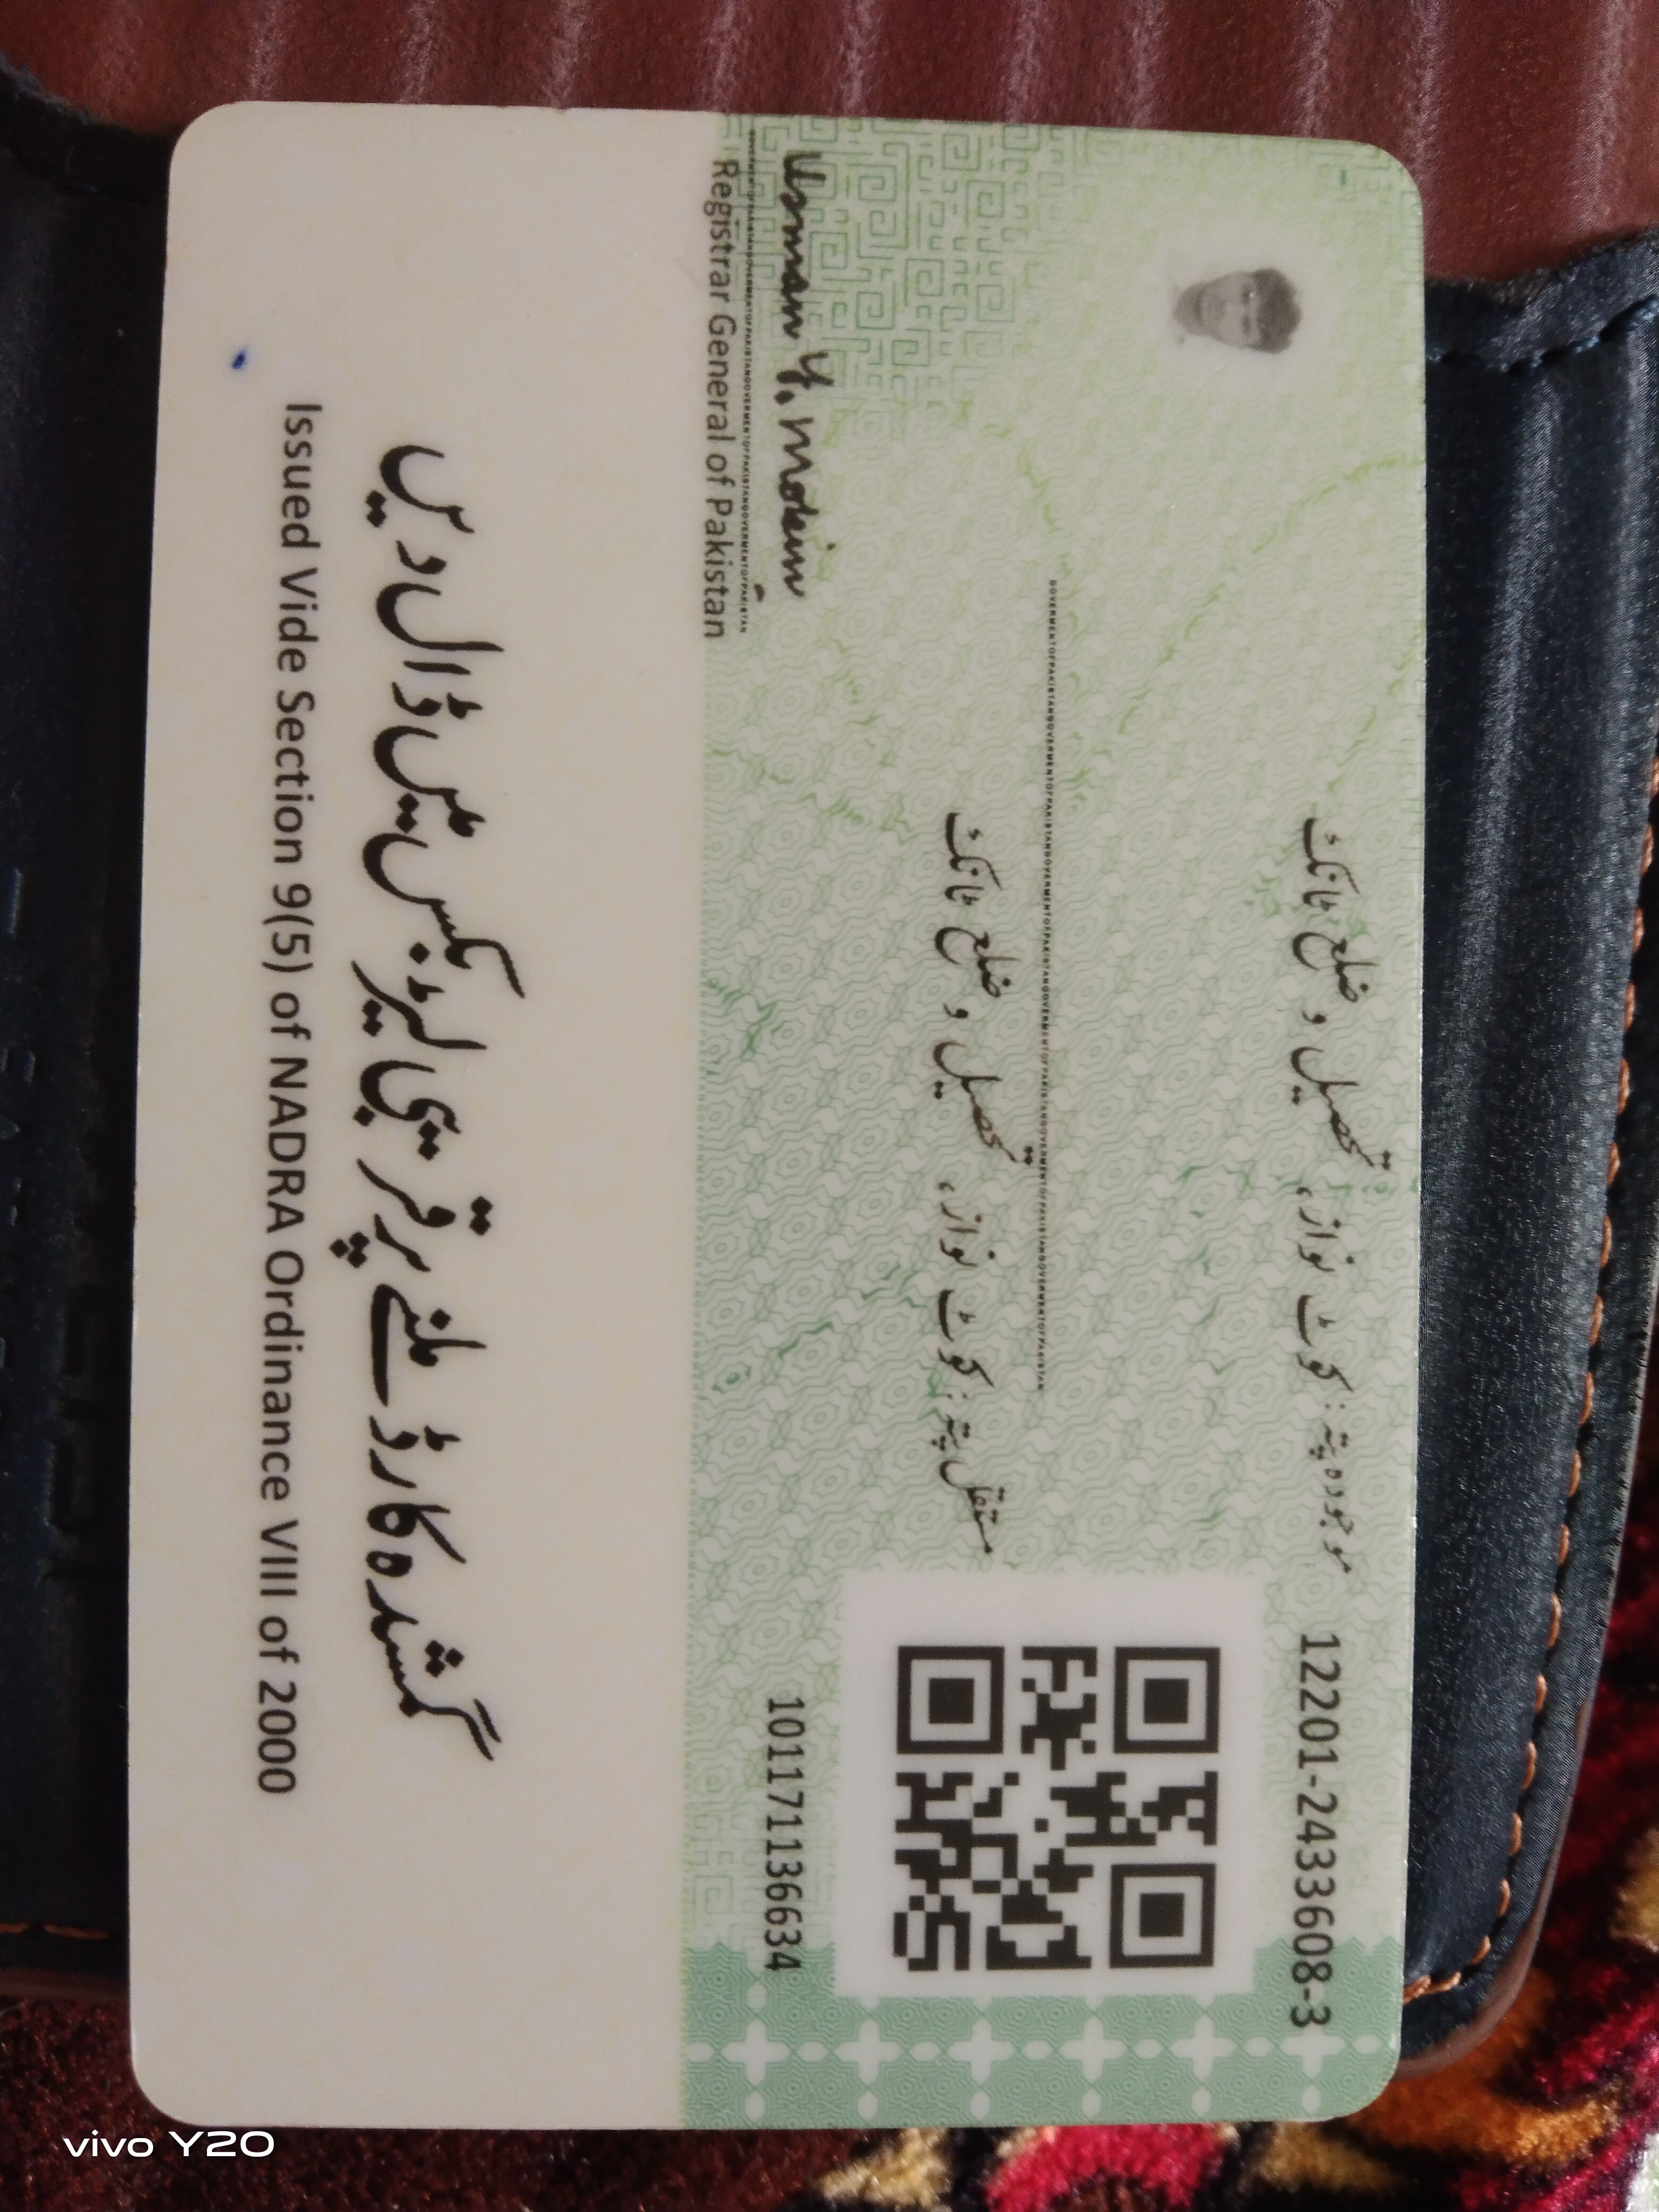 12201-2433608-3
موجودہ پتہ: کوٹ نواز، تحصیل و ضلع ٹانک
مستقل پتہ: کوٹ نواز، تحصیل و ضلع ٹانک
101171136634
Usman Y. Mobin
Registrar General of Pakistan
گمشدہ کارڈ ملنے پر قریبی لیٹر بکس میں ڈال دیں
Issued Vide Section 9(5) of NADRA Ordinance VIII of 2000
vivo Y20